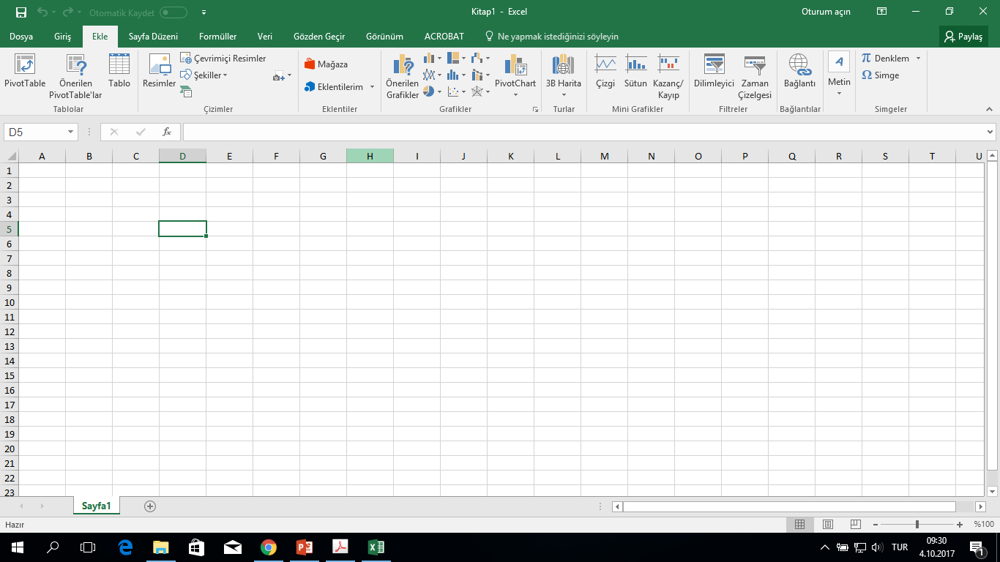 Otomatik Kaydet
Kitap1 - Excel
Oturum açın
Dosya Giriş Ekle Sayfa Düzeni Formüller Veri Gözden Geçir Görünüm ACROBAT Ne yapmak istediğinizi söyleyin Paylaş
PivotTable
Önerilen
PivotTable'lar
Tablo
Tablolar
Resimler
Çevrimiçi Resimler
Şekiller
Çizimler
Mağaza
Eklentilerim
Eklentiler
Önerilen
Grafikler
PivotChart
Grafikler
3B Harita
Turlar
Çizgi
Sütun
Kazanç/
Kayıp
Mini Grafikler
Dilimleyici
Zaman
Çizelgesi
Filtreler
Bağlantı
Bağlantılar
A
Metin
π Denklem
Ω Simge
Simgeler
D5
fx
A B C D E F G H I J K L M N O P Q R S T U
1
2
3
4
5
6
7
8
9
10
11
12
13
14
15
16
17
18
19
20
21
22
23
Sayfa1
Hazır
%100
TUR
09:30
4.10.2017
1